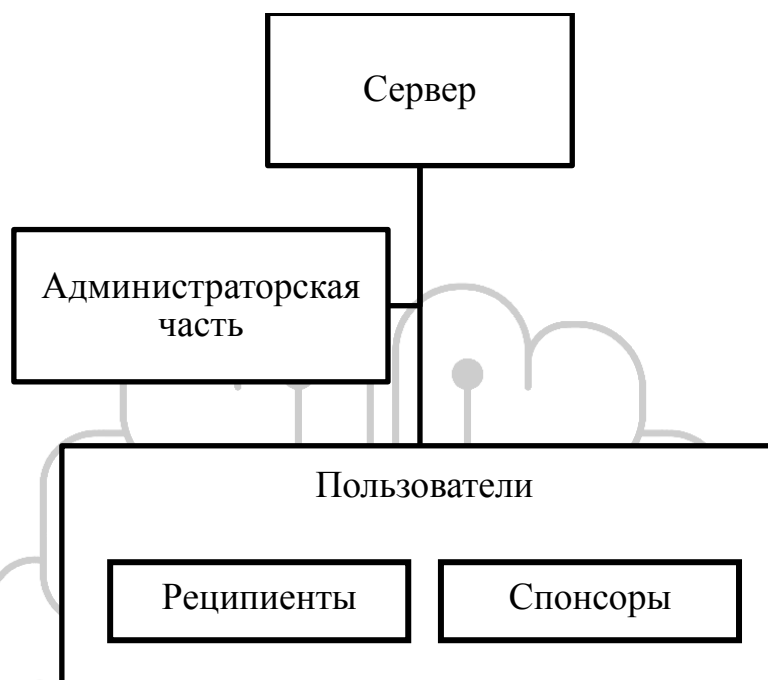 Сервер
Администраторская
часть
Пользователи
Реципиенты
Спонсоры